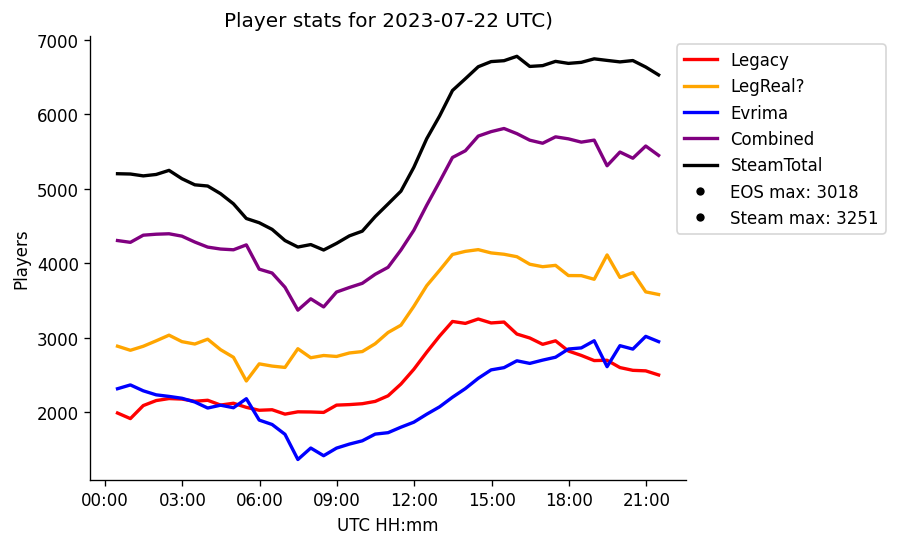 Player stats for 2023-07-22 UTC)
7000
6000
5000
4000
3000
2000
Players
00:00 03:00 06:00 09:00 12:00 15:00 18:00 21:00
UTC HH:mm
Legacy
LegReal?
Evrima
Combined
SteamTotal
EOS max: 3018
Steam max: 3251